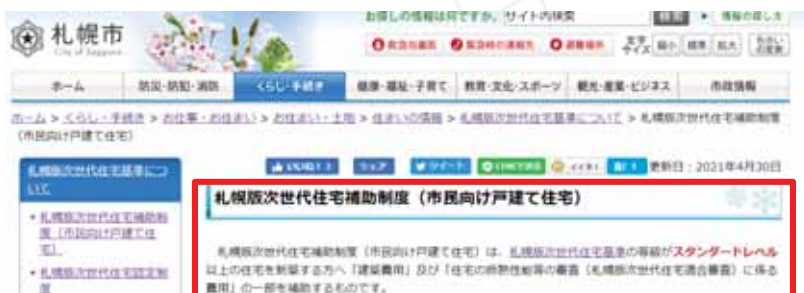 お探しの情報は何ですか。 サイト内検索 検索 情報の探し方
札幌市
City of Sapporo
救急当番医 緊急時の連絡先 避難場所 文字サイズ 縮小 標準 拡大
ホーム 防災・防犯・消防 くらし・手続き 健康・福祉・子育て 教育・文化・スポーツ 観光・産業・ビジネス 市政情報
ホーム > くらし・手続き > お仕事・お住まい > お住まい・土地 > 住まいの情報 > 札幌版次世代住宅基準について > 札幌版次世代住宅補助制度
(市民向け戸建て住宅)
更新日:2021年4月30日
札幌版次世代住宅基準について
札幌版次世代住宅補助制度(市民向け戸建て住宅)
・札幌版次世代住宅補助制度(市民向け戸建て住宅)
・札幌版次世代住宅認定制度
札幌版次世代住宅補助制度(市民向け戸建て住宅)は、札幌版次世代住宅基準の等級がスタンダードレベル
以上の住宅を新築する方へ「建築費用」及び「住宅の断熱性能等の審査(札幌版次世代住宅適合審査)に係る
費用」の一部を補助するものです。